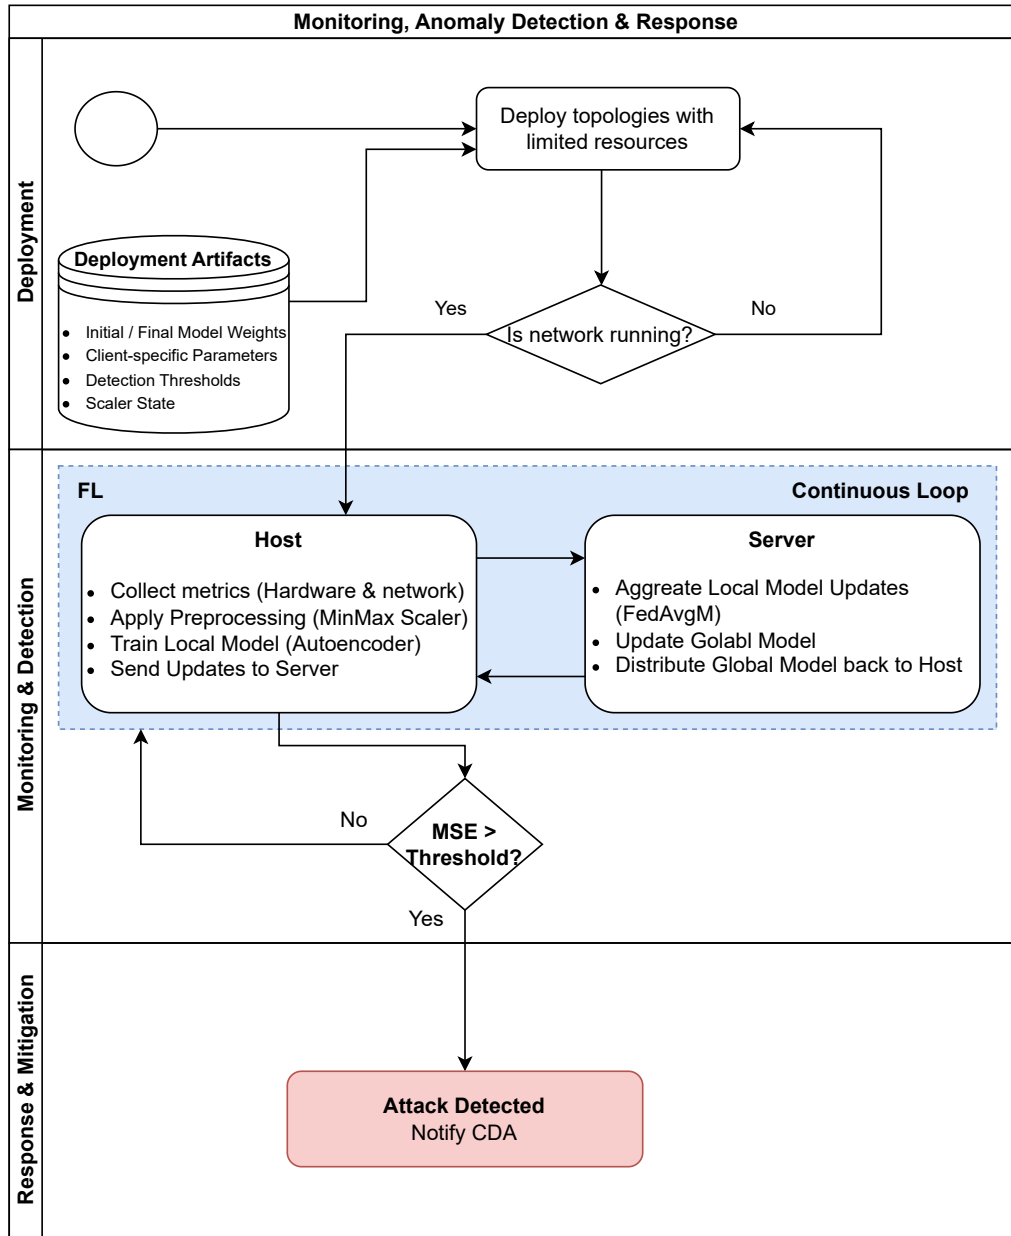 Monitoring, Anomaly Detection & Response
Deployment
Deploy topologies with
limited resources
Deployment Artifacts
Initial / Final Model Weights
Client-specific Parameters
Detection Thresholds
Scaler State
Yes
Is network running?
No
Monitoring & Detection
FL
Continuous Loop
Host
Collect metrics (Hardware & network)
Apply Preprocessing (MinMax Scaler)
Train Local Model (Autoencoder)
Send Updates to Server
Server
Aggreate Local Model Updates
(FedAvgM)
Update Golabl Model
Distribute Global Model back to Host
No
MSE >
Threshold?
Yes
Response & Mitigation
Attack Detected
Notify CDA